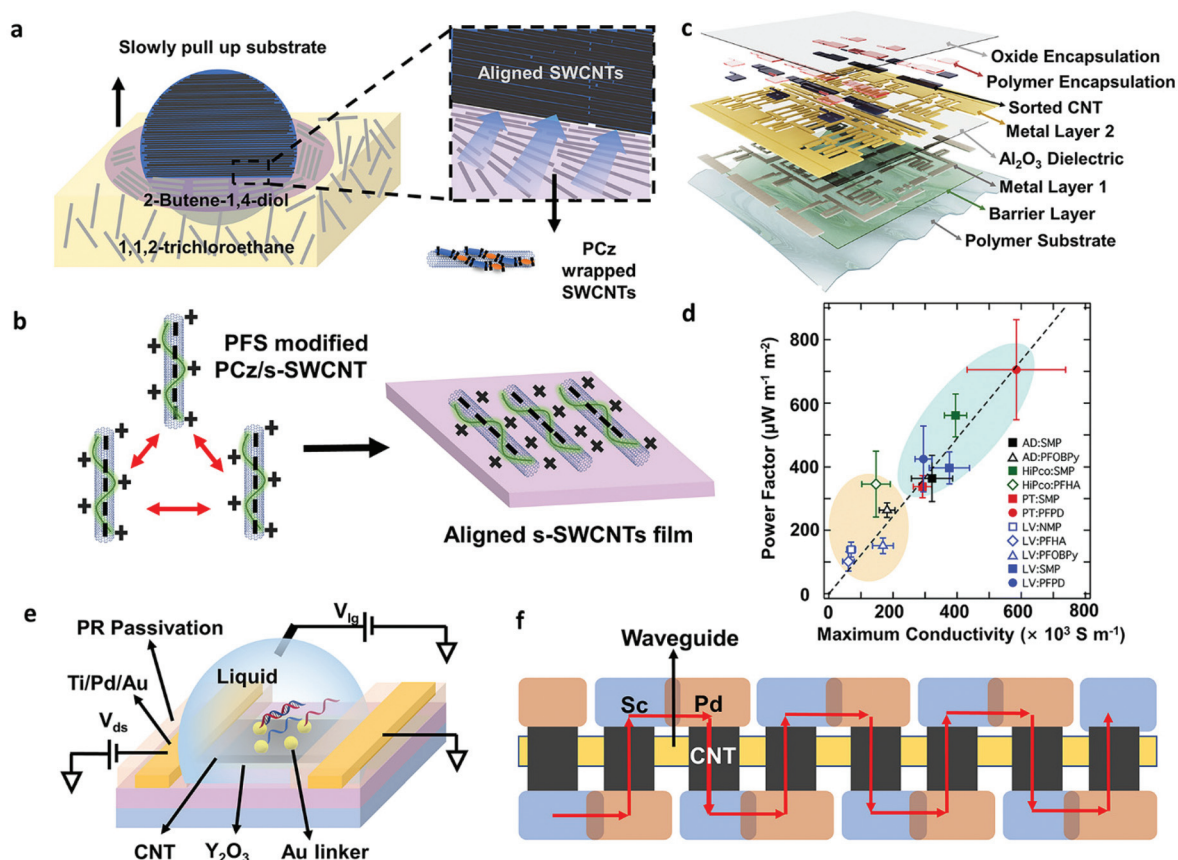 a
Slowly pull up substrate
Aligned SWCNTs
2-Butene-1,4-diol
1,1,2-trichloroethane
PCz
wrapped
SWCNTs
c
Oxide Encapsulation
Polymer Encapsulation
Sorted CNT
Metal Layer 2
Al₂O₃ Dielectric
Metal Layer 1
Barrier Layer
Polymer Substrate
b
PFS modified
PCz/s-SWCNT
Aligned s-SWCNTs film
d
Power Factor (μW m⁻¹ m⁻²)
800
600
400
200
0
0
200
400
600
800
Maximum Conductivity (× 10³ S m⁻¹)
AD:SMP
AD:PFOBPy
HiPco:SMP
HiPco:PFHA
PT:SMP
PT:PFPD
LV:NMP
LV:PFHA
LV:PFOBPy
LV:SMP
LV:PFPD
e
PR Passivation
Ti/Pd/Au
Liquid
V_lg
V_ds
CNT
Y₂O₃
Au linker
f
Waveguide
Sc
Pd
CNT